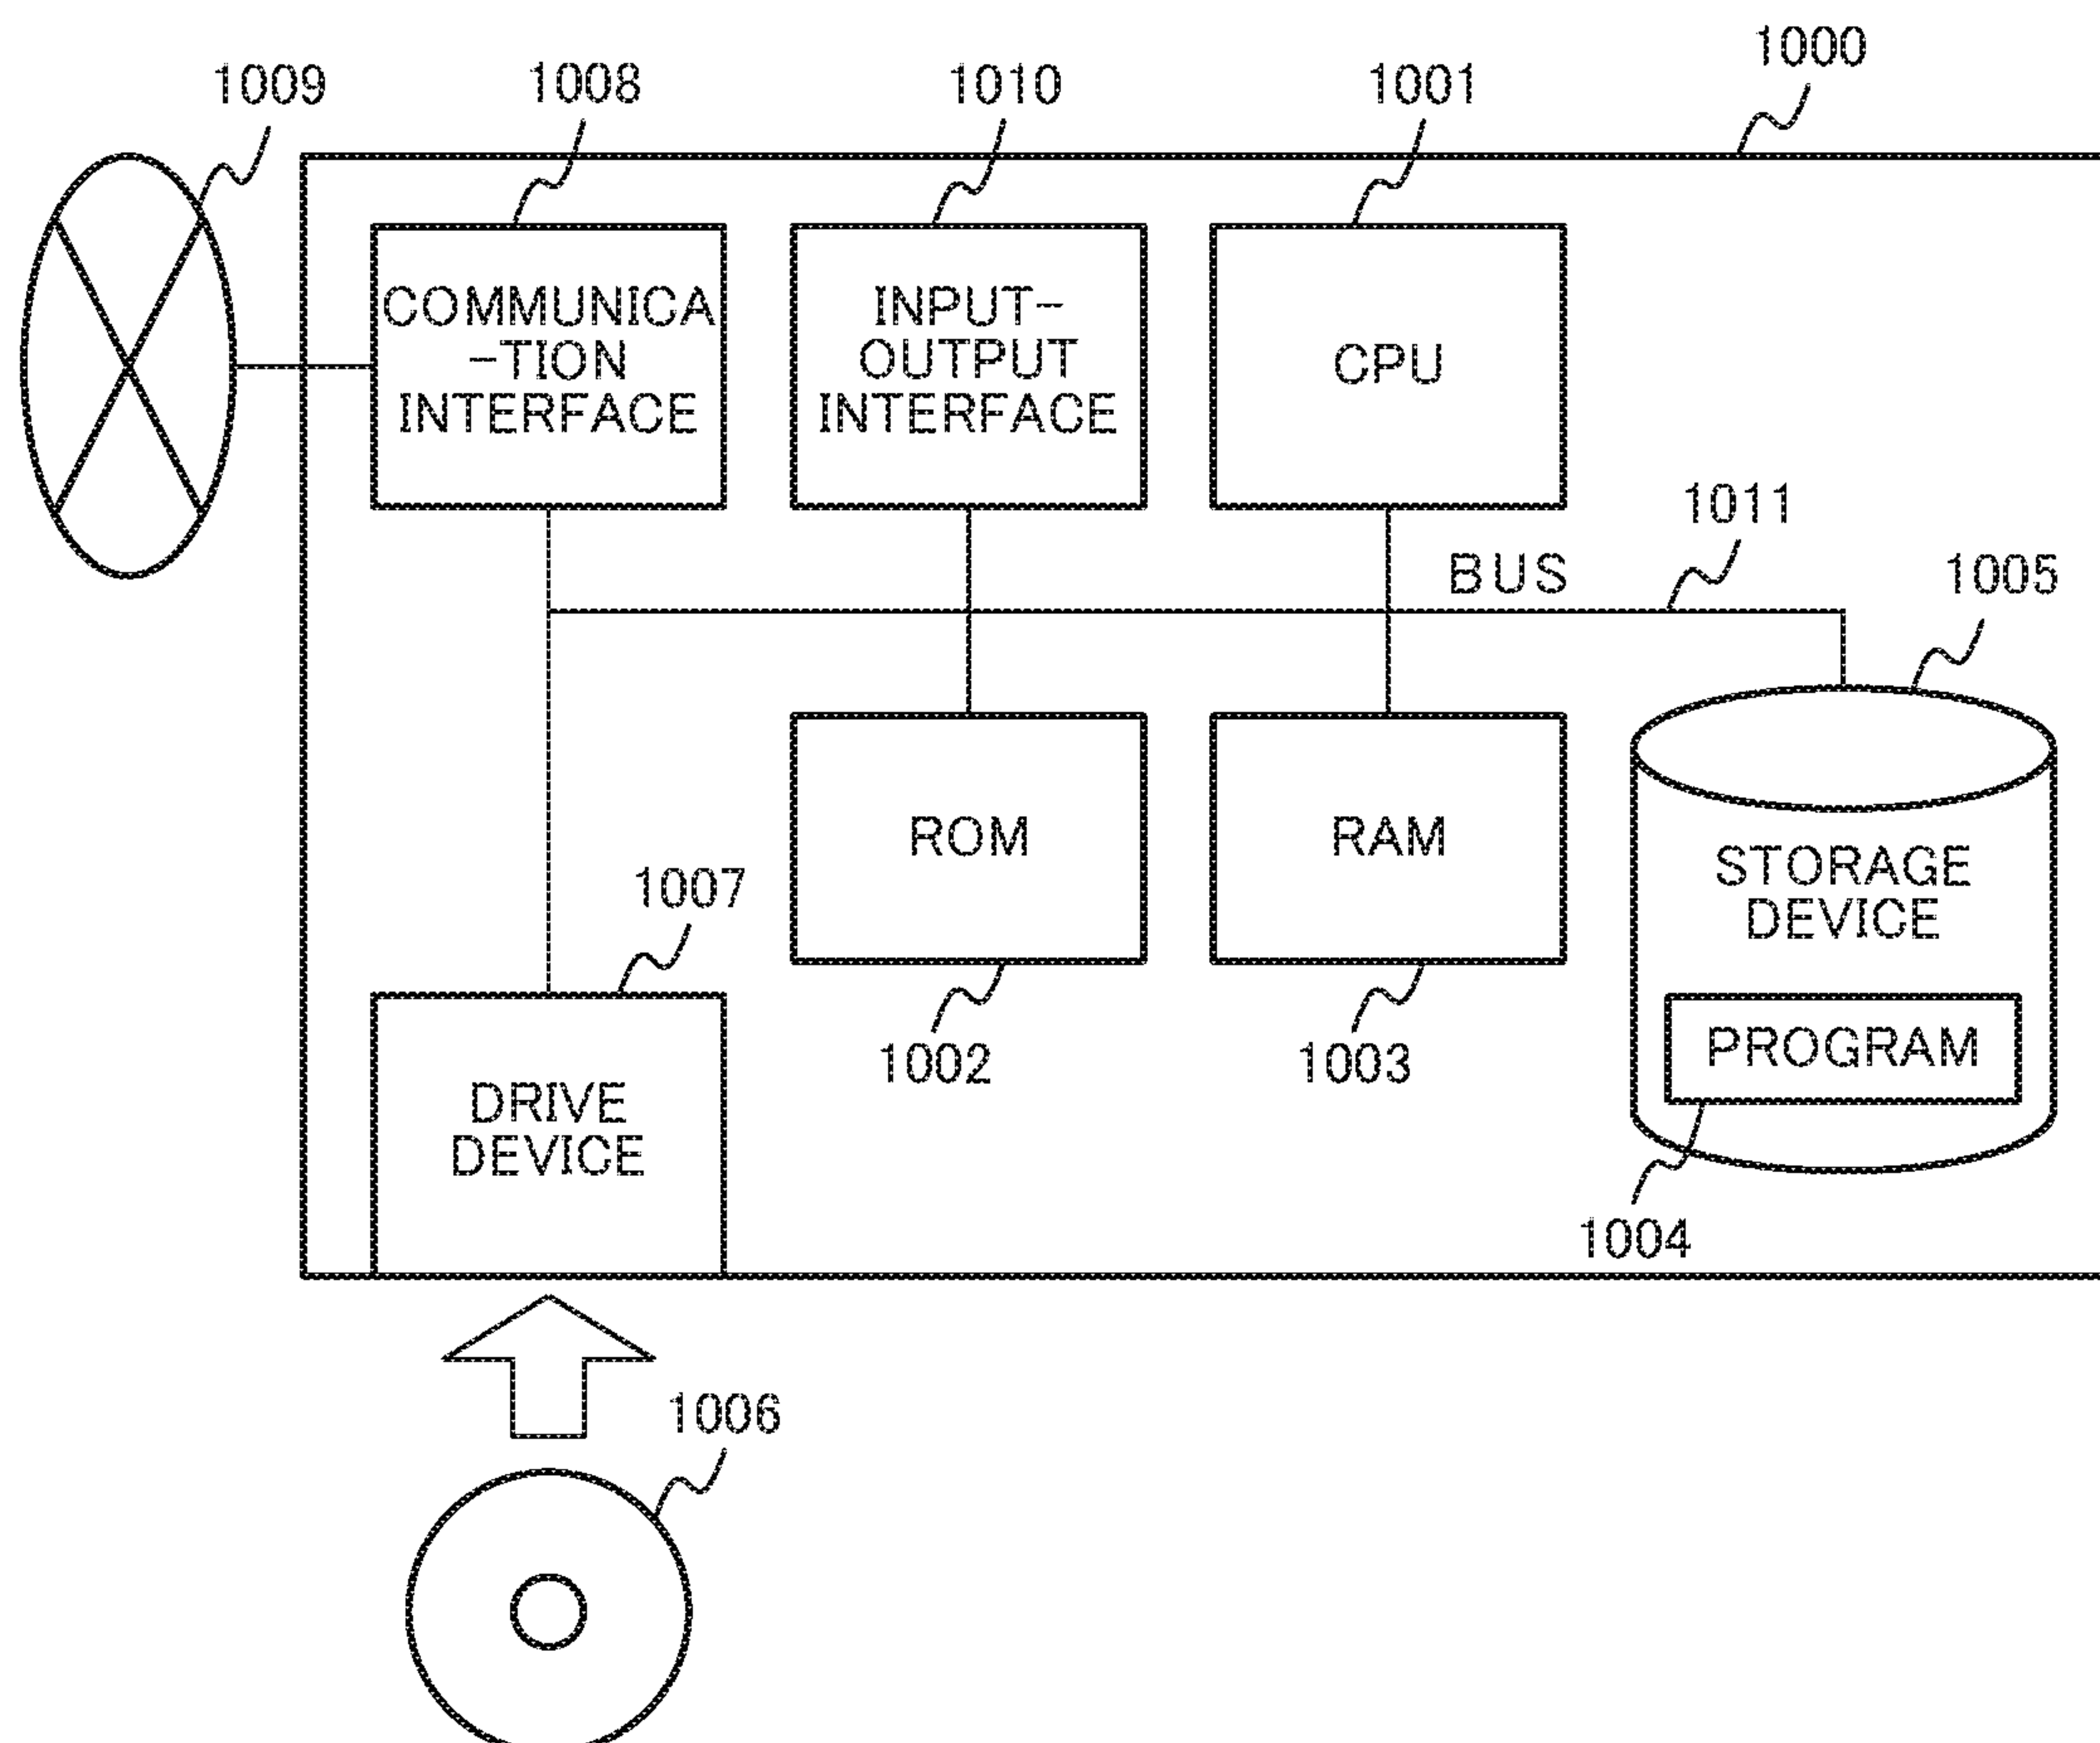 1000
1009
1008
1010
1001
COMMUNICA
-TION
INTERFACE
INPUT-
OUTPUT
INTERFACE
CPU
1011
BUS
1005
ROM
RAM
STORAGE
DEVICE
1007
PROGRAM
1002
1003
DRIVE
DEVICE
1004
1006